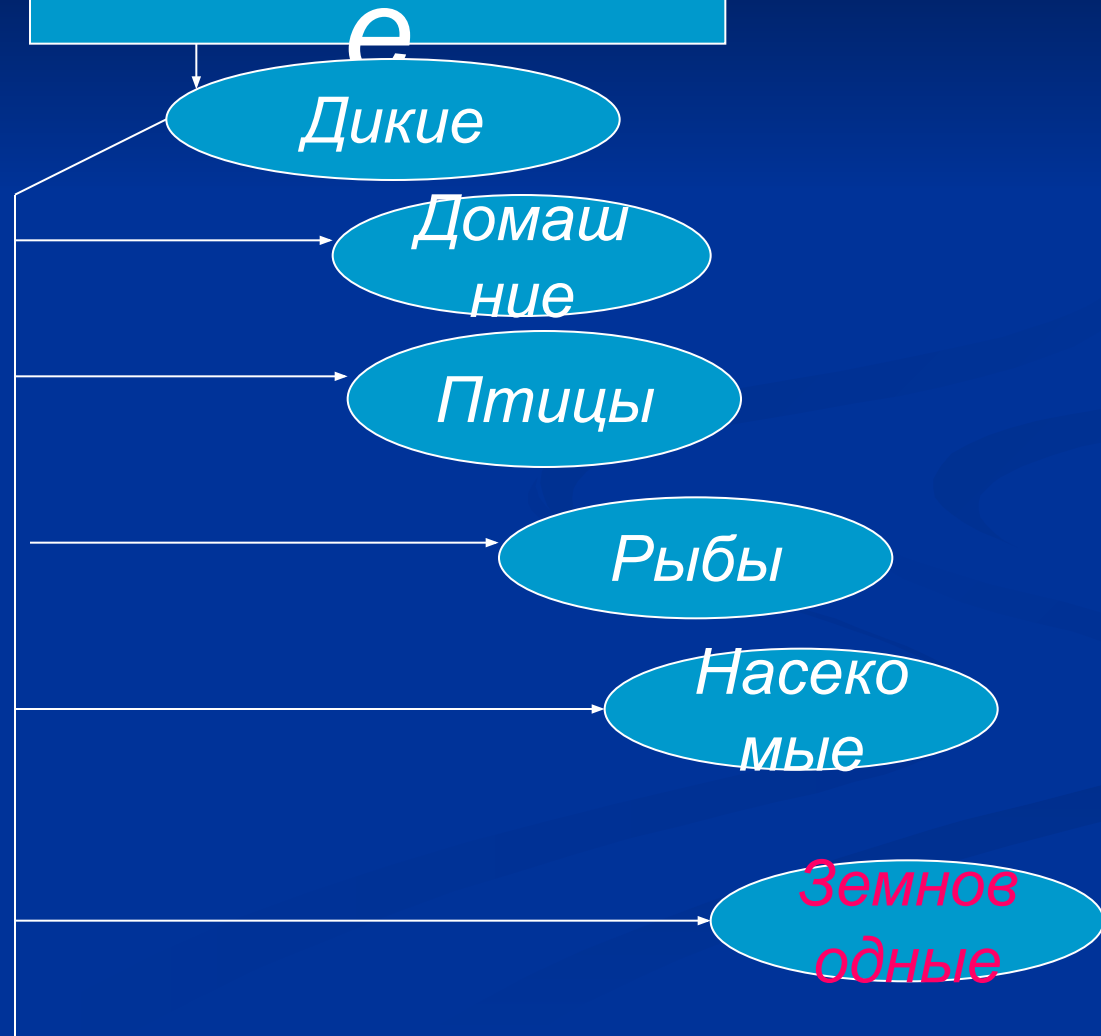 е
Дикие
Домаш
ние
Птицы
Рыбы
Насеко
мые
Земнов
одные